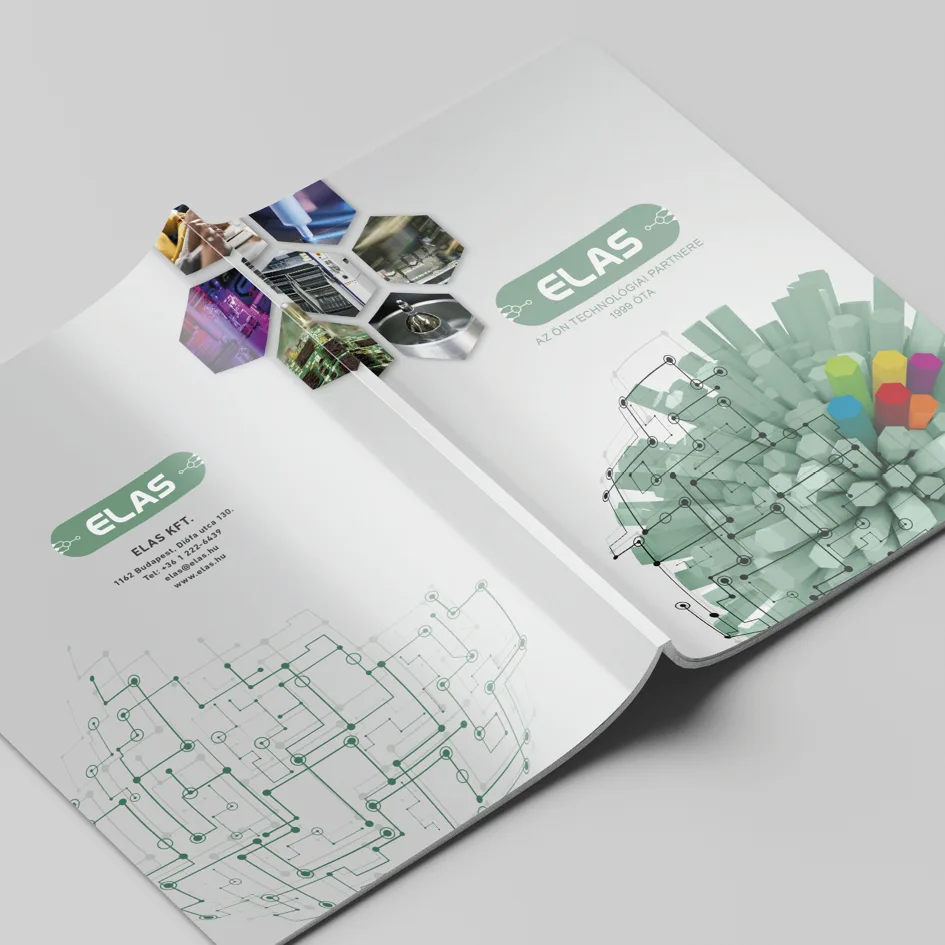 ELAS
AZ ÖN TECHNOLÓGIAI PARTNERE
1999 ÓTA
ELAS
ELAS KFT.
1162 Budapest, Diófa utca 130.
Tel: +36 1 222-6439
elas@elas.hu
www.elas.hu